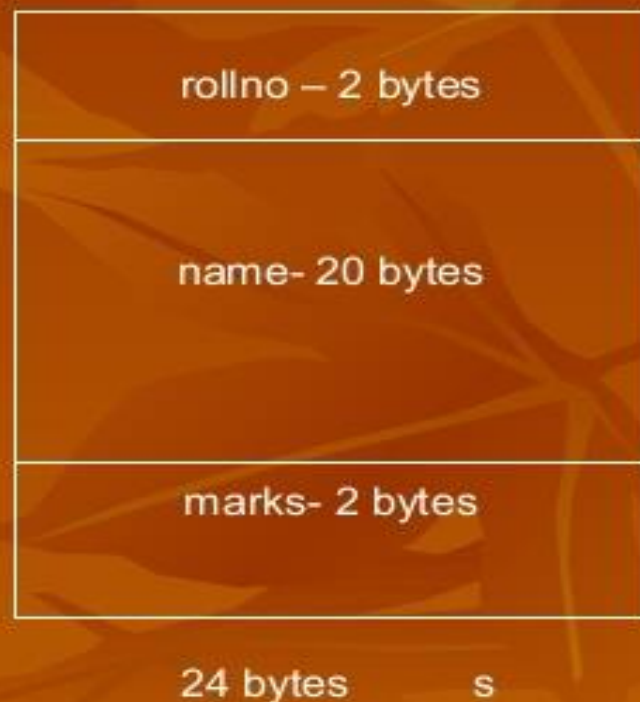 rollno – 2 bytes
name- 20 bytes
marks- 2 bytes
24 bytes s